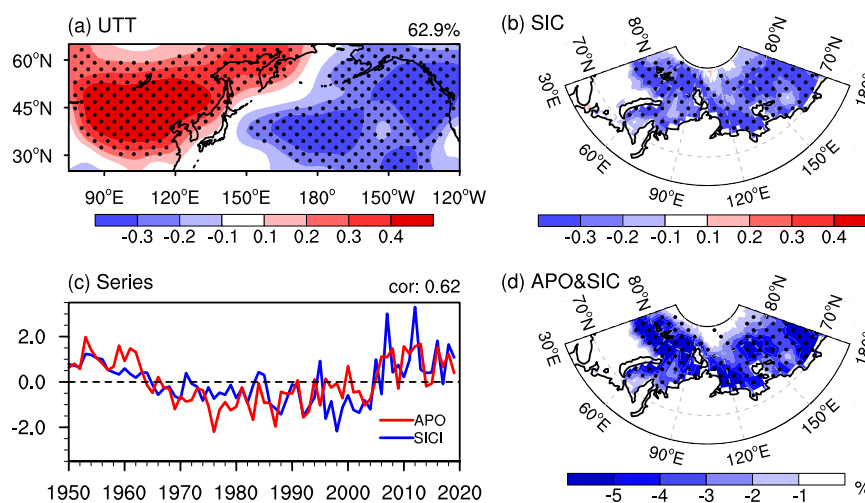 (a) UTT
62.9%
60°N
45°N
30°N
90°E 120°E 150°E 180° 150°W 120°W
-0.3 -0.2 -0.1 0.1 0.2 0.4
(b) SIC
70°N
80°N
80°N
70°N
30°E
60°E
90°E
120°E
150°E
180°
-0.3 -0.2 -0.1 0.1 0.2 0.4
(c) Series
cor: 0.62
2.0
0.0
-2.0
APO
SICI
1950 1960 1970 1980 1990 2000 2010 2020
(d) APO&SIC
70°N
80°N
80°N
70°N
30°E
60°E
90°E
120°E
150°E
180°
-5 -4 -3 -2 -1 %